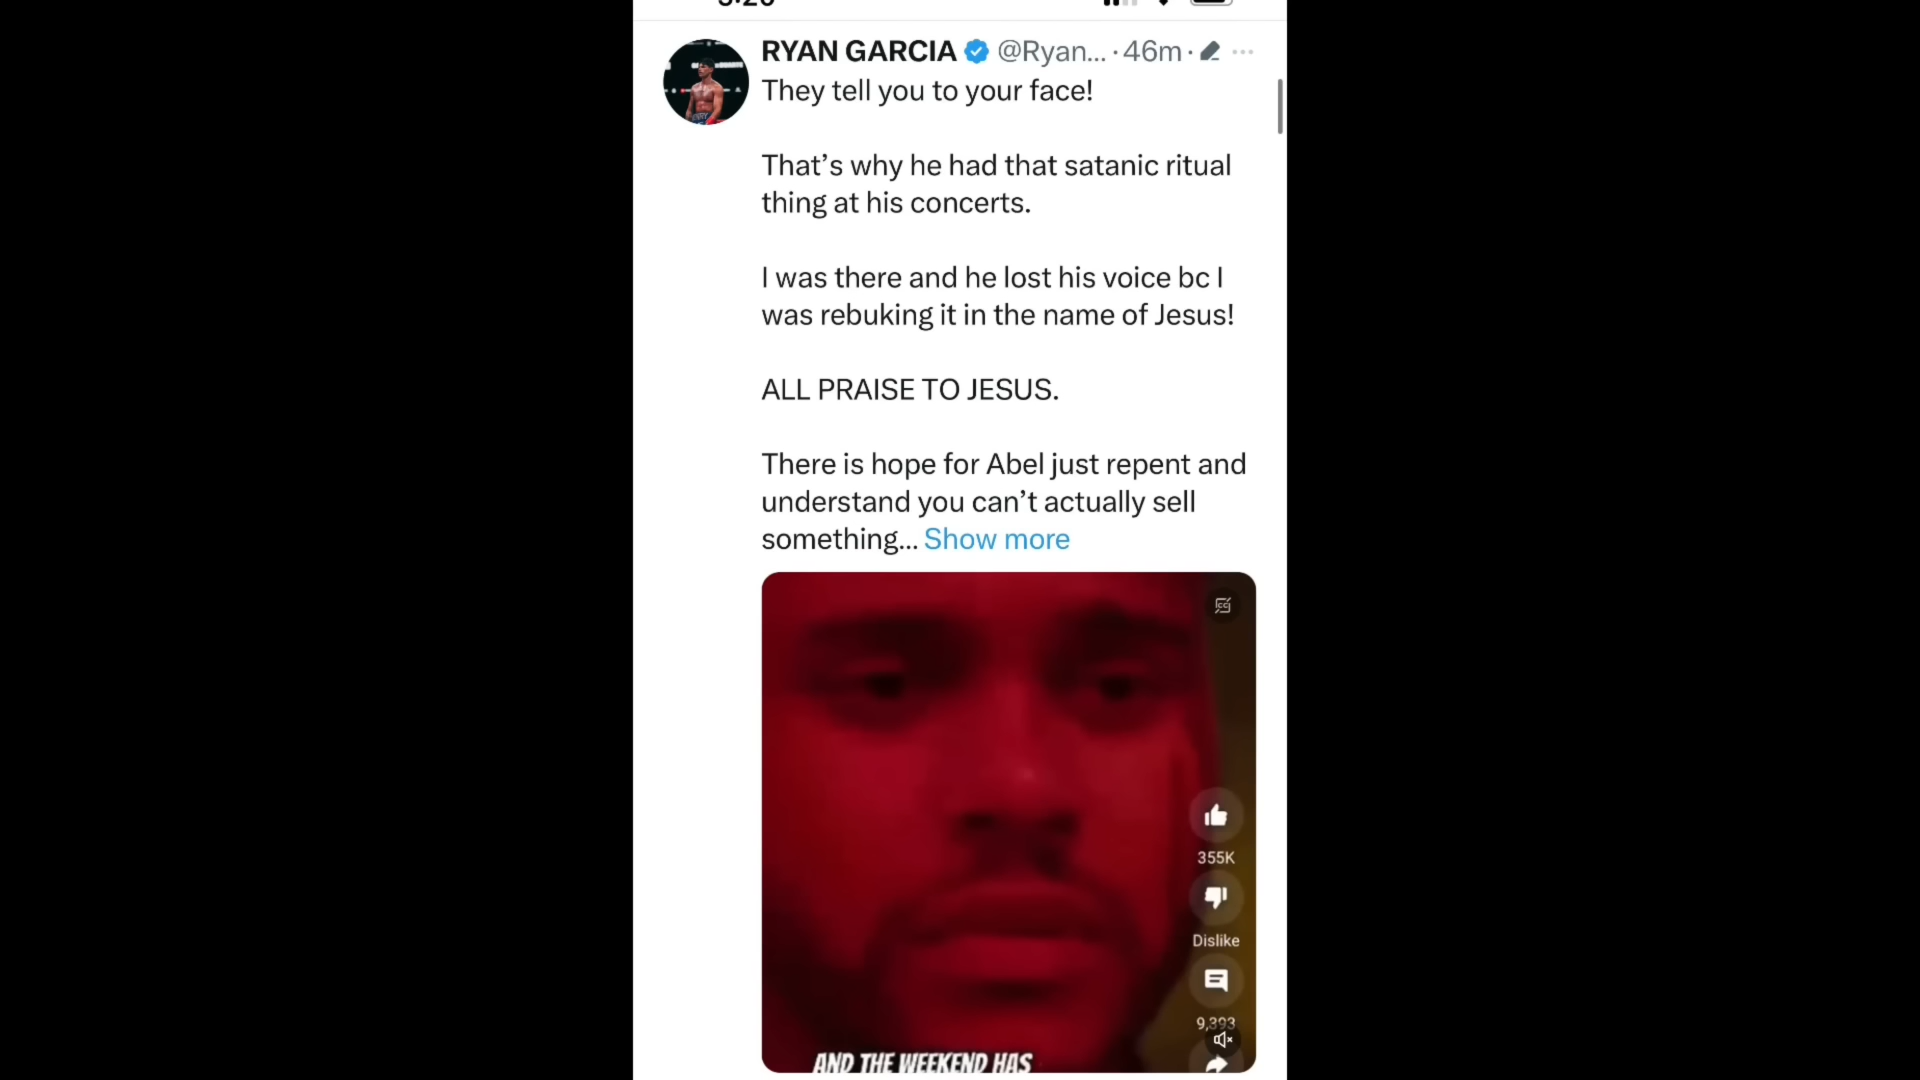 RYAN GARCIA @Ryan... · 46m ·
They tell you to your face!
That’s why he had that satanic ritual
thing at his concerts.
I was there and he lost his voice bc I
was rebuking it in the name of Jesus!
ALL PRAISE TO JESUS.
There is hope for Abel just repent and
understand you can’t actually sell
something... Show more
355K
Dislike
9,393
AND THE WEEKEND HAS